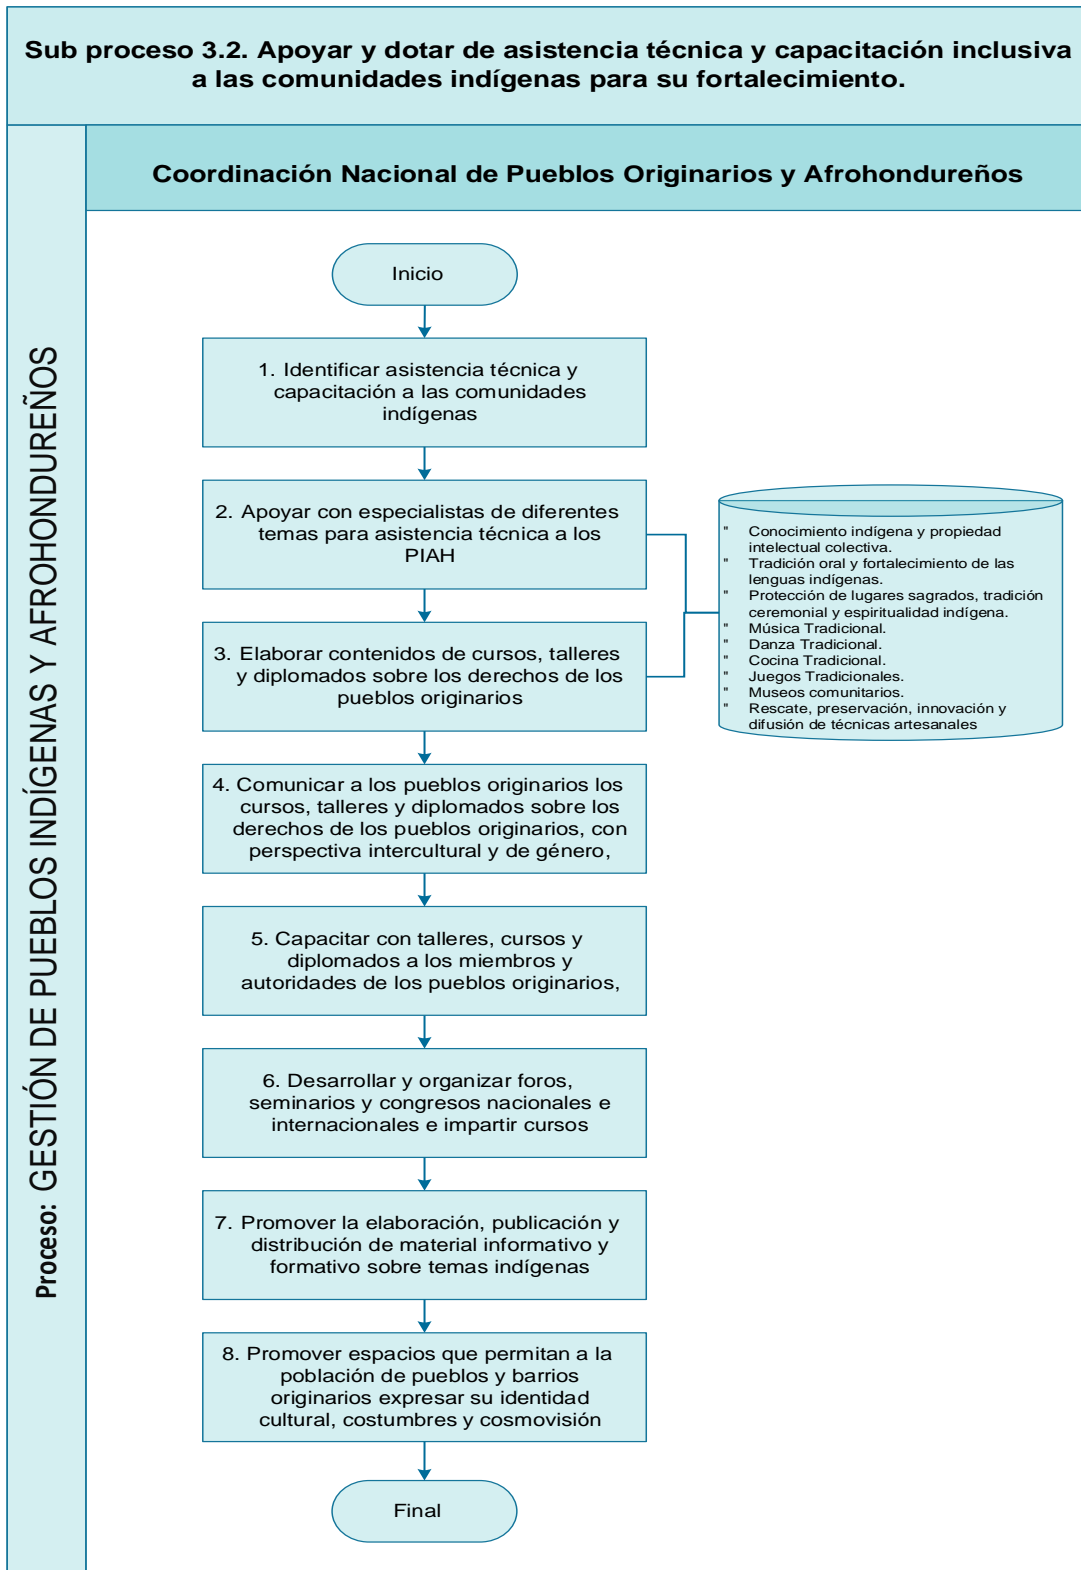 Sub proceso 3.2. Apoyar y dotar de asistencia técnica y capacitación inclusiva
a las comunidades indígenas para su fortalecimiento.
Proceso: GESTIÓN DE PUEBLOS INDÍGENAS Y AFROHONDUREÑOS
Coordinación Nacional de Pueblos Originarios y Afrohondureños
Inicio
1. Identificar asistencia técnica y
capacitación a las comunidades
indígenas
2. Apoyar con especialistas de diferentes
temas para asistencia técnica a los
PIAH
" Conocimiento indígena y propiedad
intelectual colectiva.
" Tradición oral y fortalecimiento de las
lenguas indígenas.
" Protección de lugares sagrados, tradición
ceremonial y espiritualidad indígena.
" Música Tradicional.
" Danza Tradicional.
" Cocina Tradicional.
" Juegos Tradicionales.
" Museos comunitarios.
" Rescate, preservación, innovación y
difusión de técnicas artesanales
3. Elaborar contenidos de cursos, talleres
y diplomados sobre los derechos de los
pueblos originarios
4. Comunicar a los pueblos originarios los
cursos, talleres y diplomados sobre los
derechos de los pueblos originarios, con
perspectiva intercultural y de género,
5. Capacitar con talleres, cursos y
diplomados a los miembros y
autoridades de los pueblos originarios,
6. Desarrollar y organizar foros,
seminarios y congresos nacionales e
internacionales e impartir cursos
7. Promover la elaboración, publicación y
distribución de material informativo y
formativo sobre temas indígenas
8. Promover espacios que permitan a la
población de pueblos y barrios
originarios expresar su identidad
cultural, costumbres y cosmovisión
Final